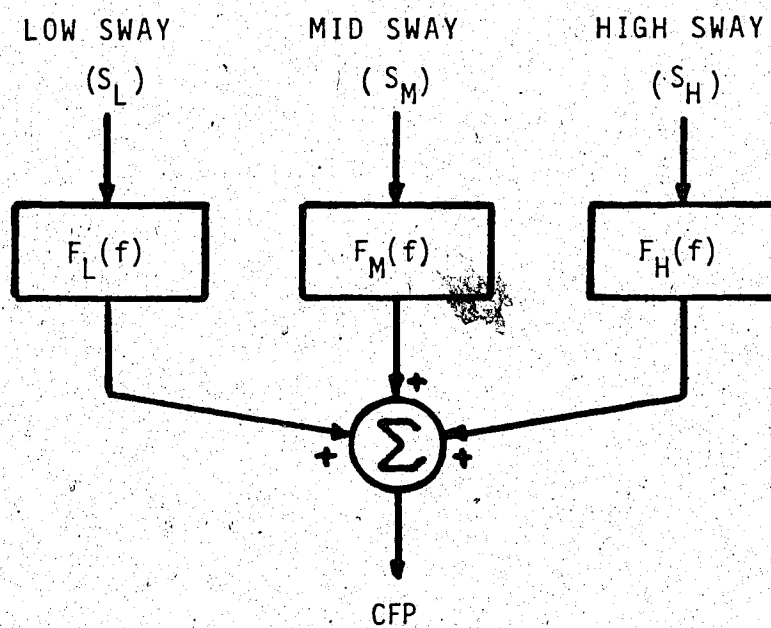 LOW SWAY MID SWAY HIGH SWAY
(S_L) (S_M) (S_H)
F_L(f) F_M(f) F_H(f)
+
Σ
+ +
CFP